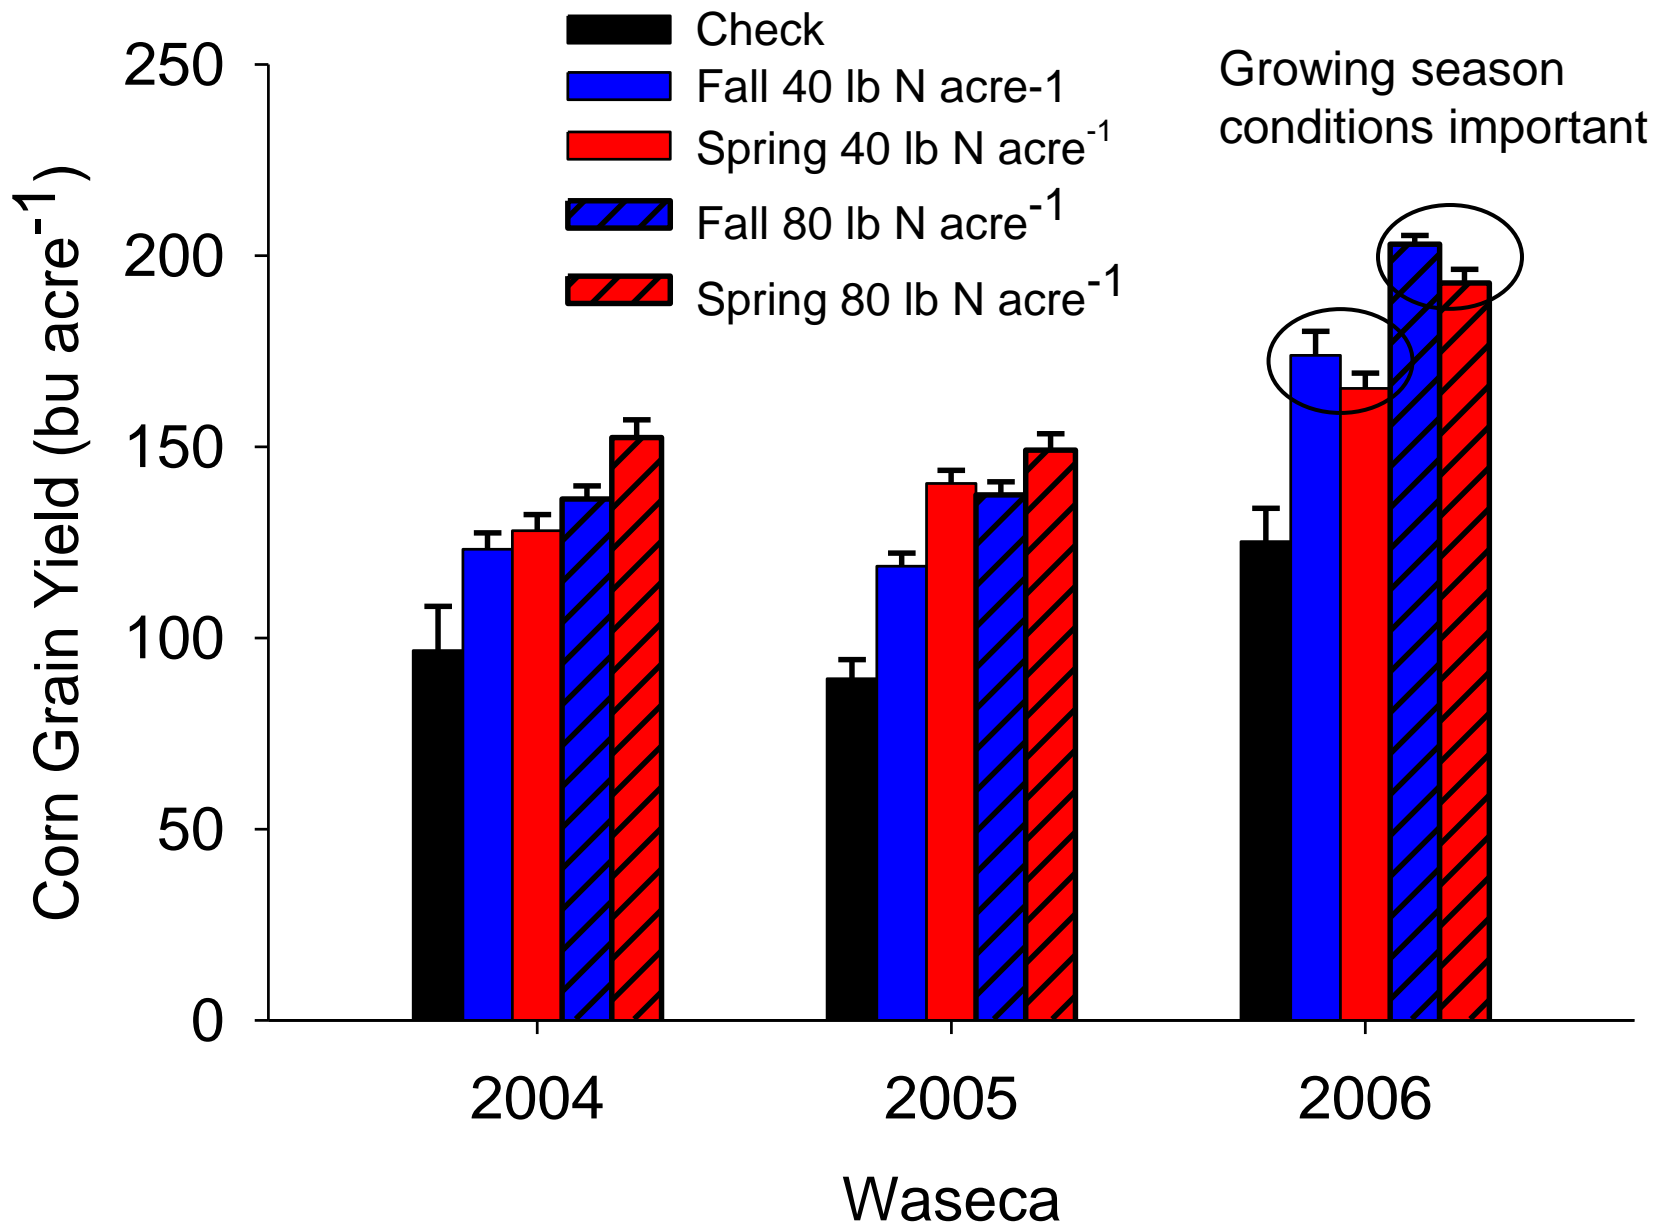 Check
Fall 40 lb N acre-1
Spring 40 lb N acre⁻¹
Fall 80 lb N acre⁻¹
Spring 80 lb N acre⁻¹
Growing season
conditions important
Corn Grain Yield (bu acre⁻¹)
250
200
150
100
50
0
2004 2005 2006
Waseca